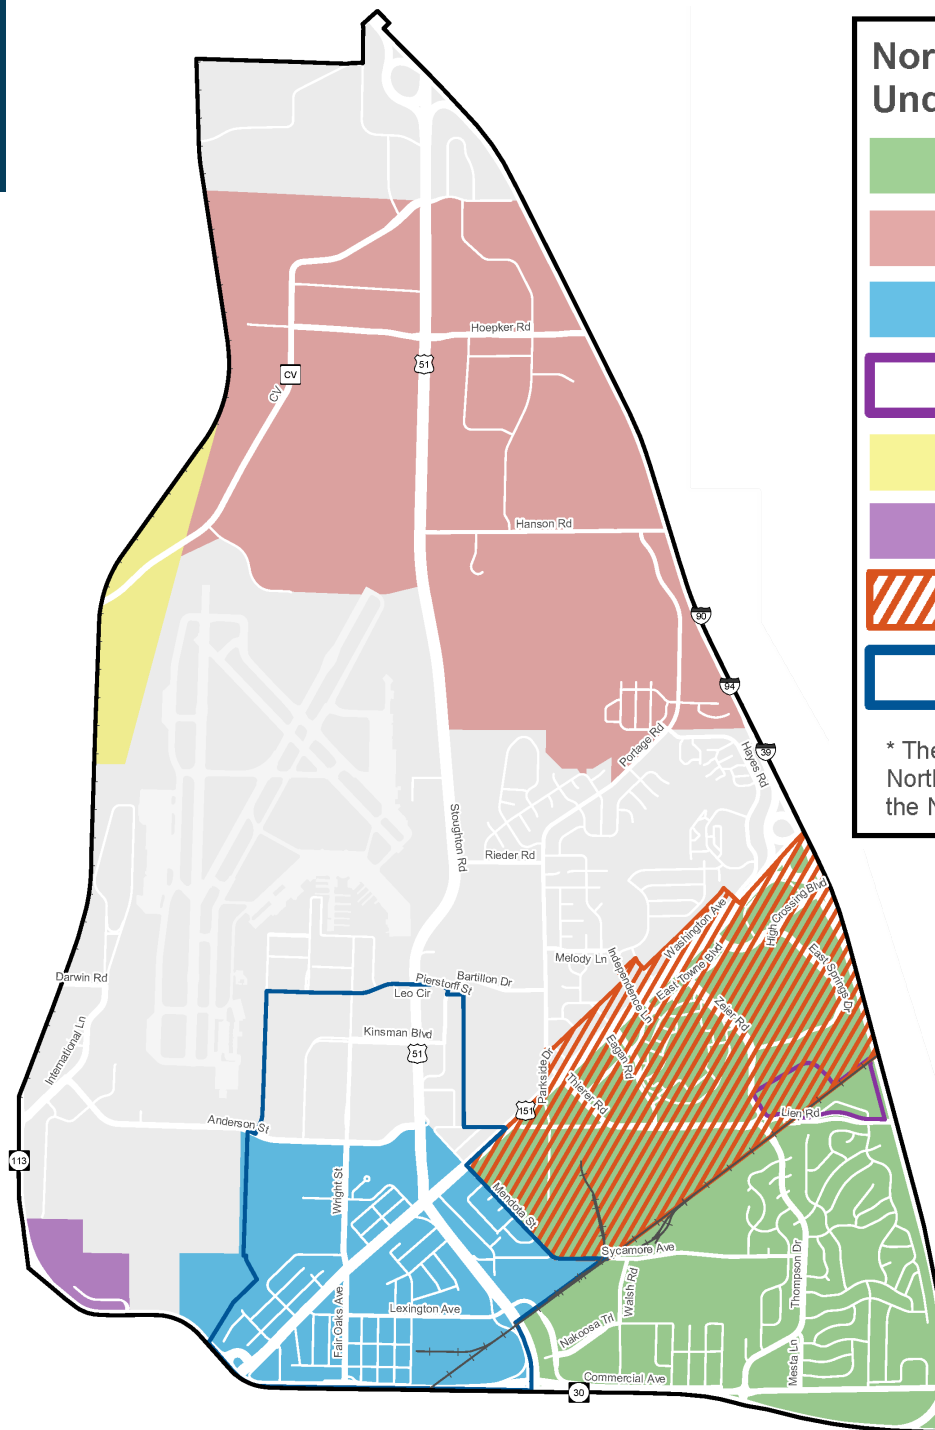 Nor
Und
* The
North
the N
Hoepker Rd
51
CV
CV
Hanson Rd
90
94
Portage Rd
Hayes Rd
39
Stoughton Rd
Rieder Rd
High Crossing Blvd
Washington Ave
Melody Ln
Independence Ln
East Towne Blvd
East Springs Dr
Darwin Rd
Pierstorff St
Bartillon Dr
Leo Cir
Zeier Rd
International Ln
Kinsman Blvd
51
Eagan Rd
Parkside Dr
Thierer Rd
151
Lien Rd
Anderson St
113
Wright St
Mendota St
Sycamore Ave
Thompson Dr
Walsh Rd
Fair Oaks Ave
Lexington Ave
Nakoosa Trl
Mesta Ln
Commercial Ave
30